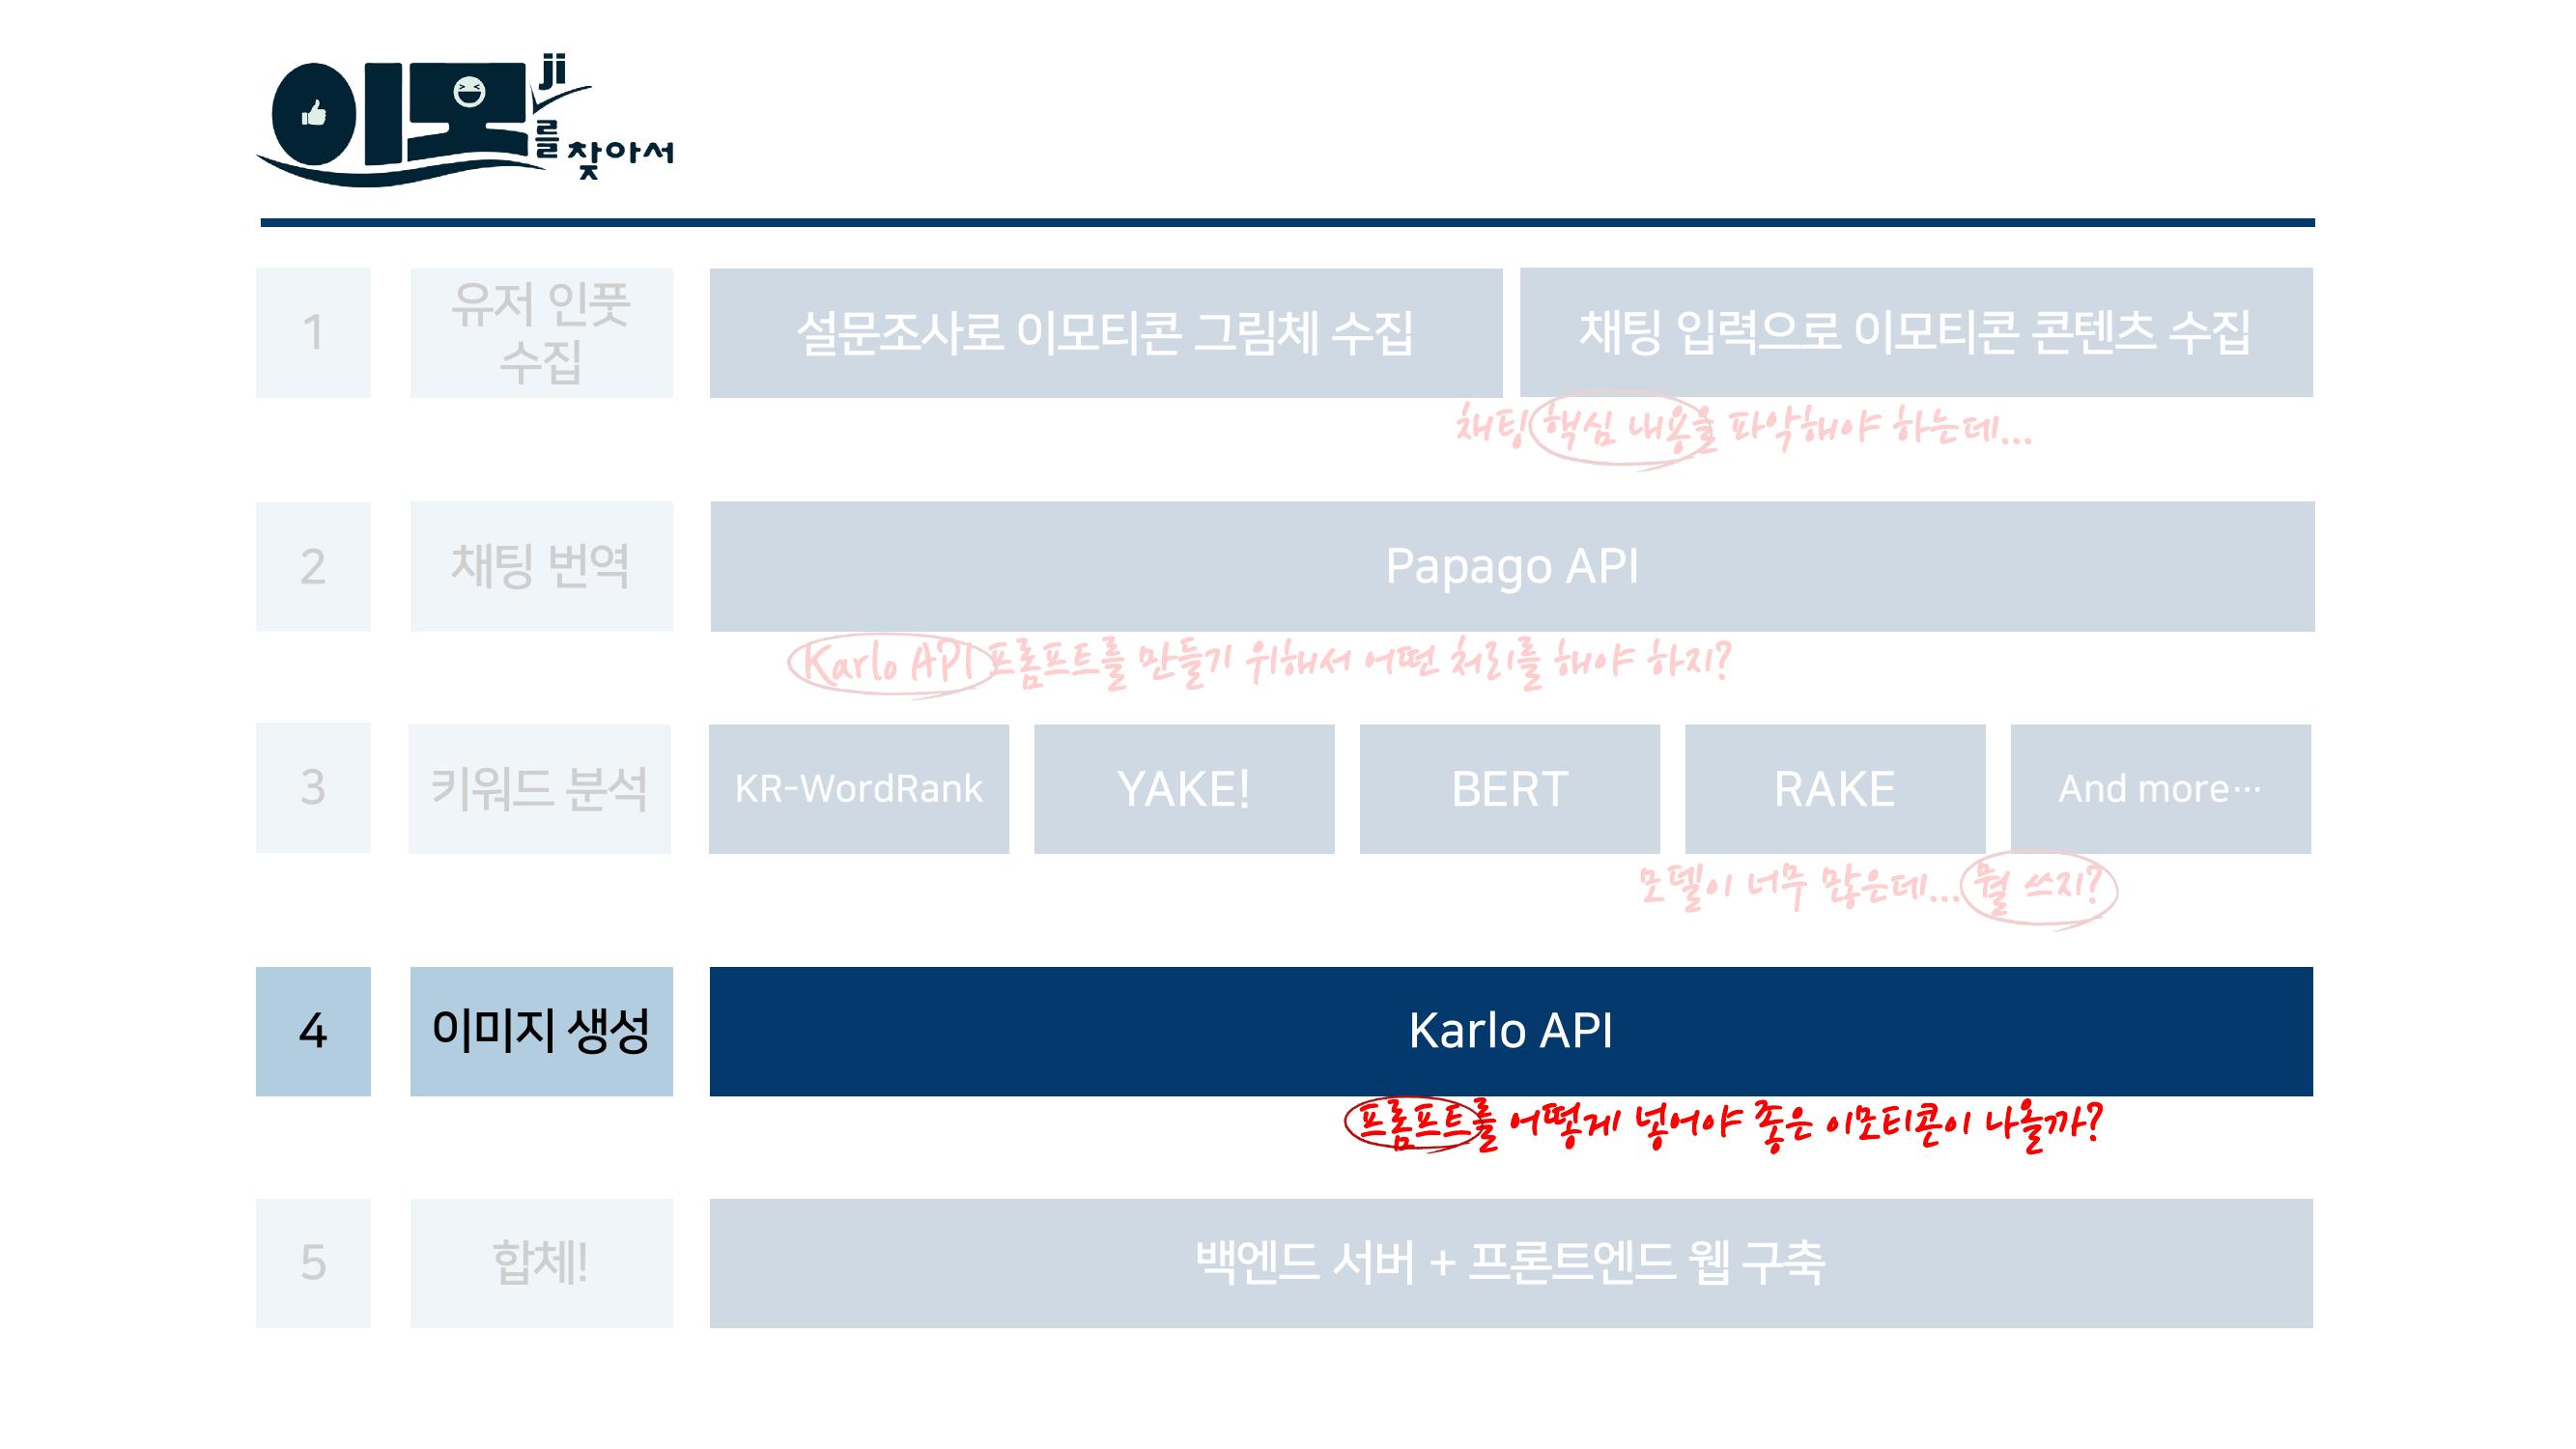 이모ji를 찾아서
1
유저 인풋
수집
설문조사로 이모티콘 그림체 수집
채팅 입력으로 이모티콘 콘텐츠 수집
채팅 핵심 내용을 파악해야 하는데...
2
채팅 번역
Papago API
Karlo API 프롬프트를 만들기 위해서 어떤 처리를 해야 하지?
3
키워드 분석
KR-WordRank
YAKE!
BERT
RAKE
And more…
모델이 너무 많은데... 뭘 쓰지?
4
이미지 생성
Karlo API
프롬프트를 어떻게 넣어야 좋은 이모티콘이 나올까?
5
합체!
백엔드 서버 + 프론트엔드 웹 구축